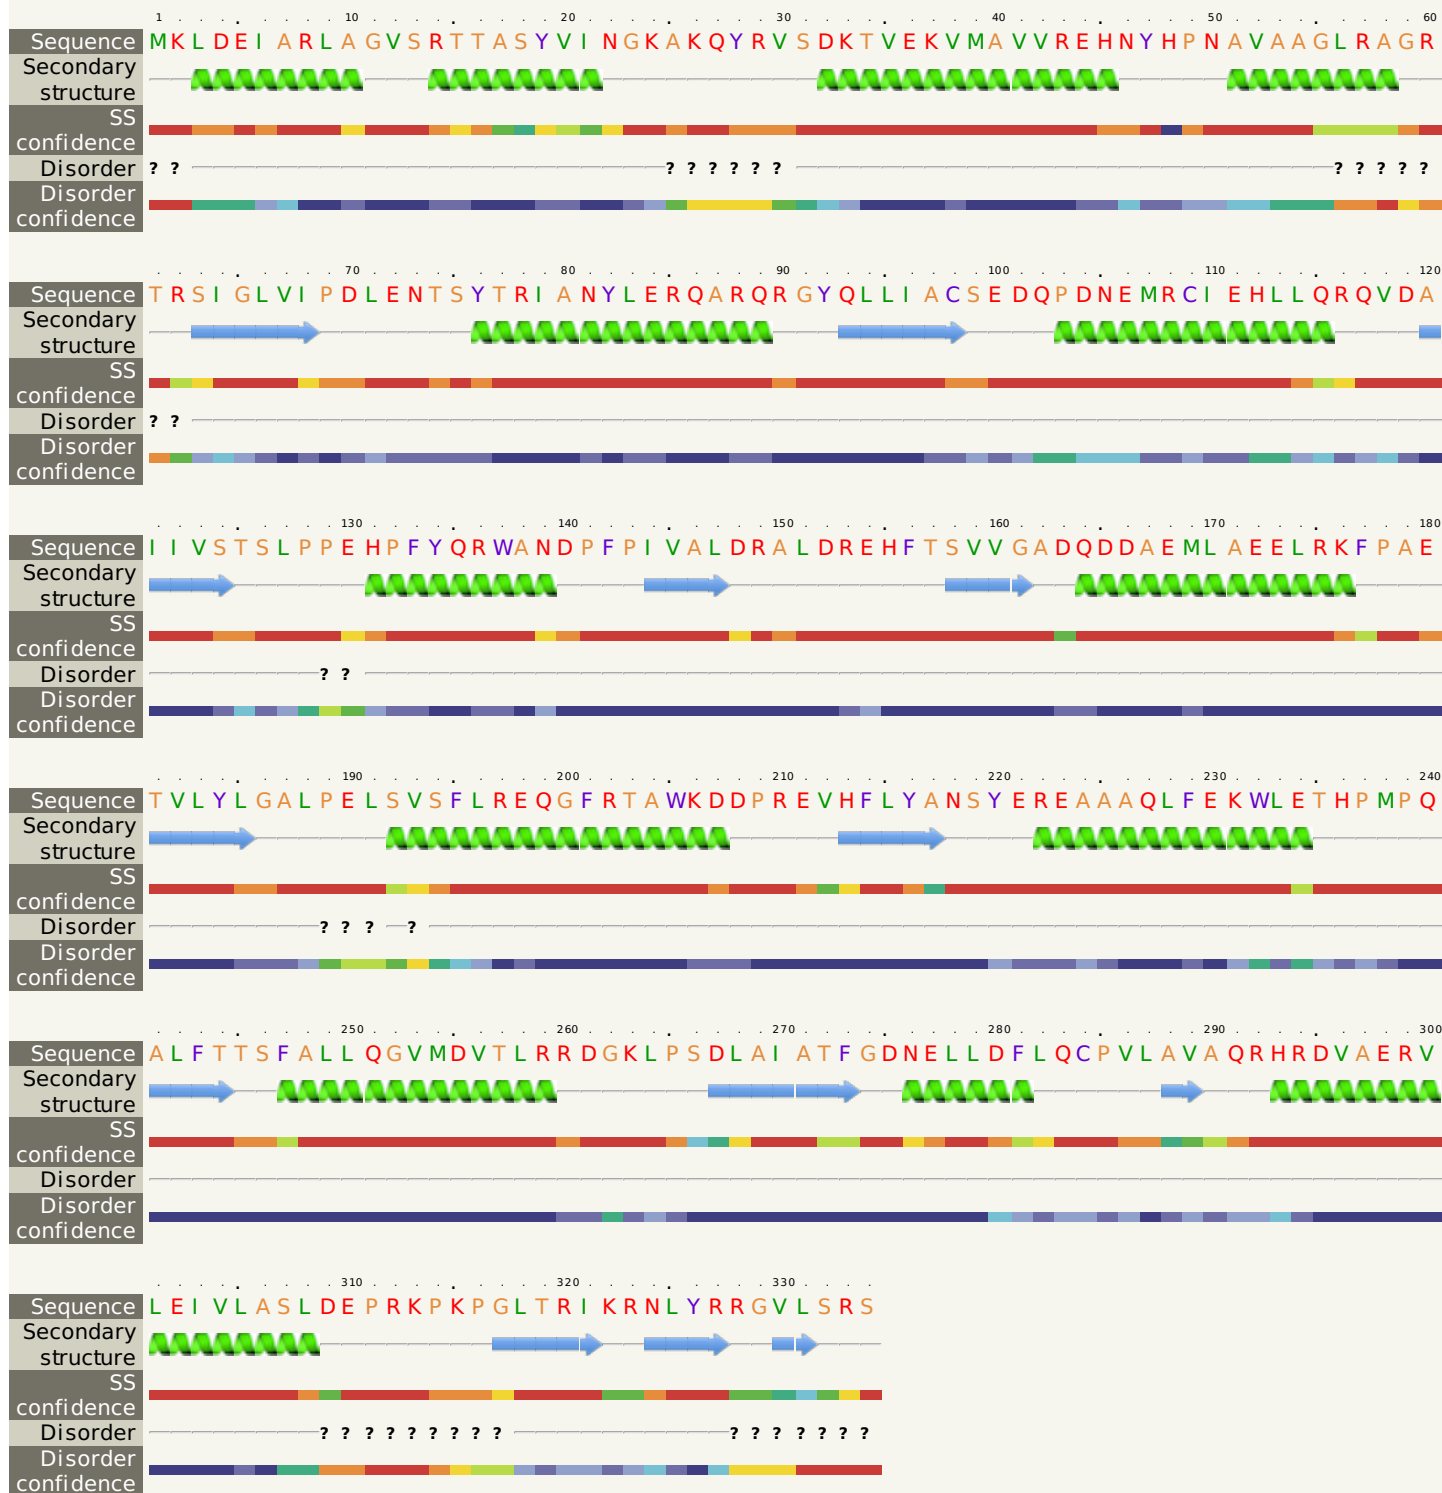 1 10 20 30 40 50 60
Sequence MKLDEIARLAGVSRTTASYVINGKAKQYRVSDKTVEKVMAVVREHNYHPNAVAAGLRAGR
Secondary
structure
SS
confidence
Disorder ? ? ? ? ? ? ? ? ? ? ? ? ?
Disorder
confidence
70 80 90 100 110 120
Sequence TRSIGLVIPDLENTSYTRIANYLERQARQRGYQLLIACSEDQPDNEMRCIEHLLQRQVDA
Secondary
structure
SS
confidence
Disorder ? ?
Disorder
confidence
130 140 150 160 170 180
Sequence IIVSTSLPPEHPFYQRWANDPFPIVALDRALDREHFTSVVGADQDDAEMLAEELRKFPAE
Secondary
structure
SS
confidence
Disorder ? ?
Disorder
confidence
190 200 210 220 230 240
Sequence TVLYLGALPELSVSFLREQGFRTAWKDDPREVHFLYANSYEREAAAQLFEKWLETHPMPQ
Secondary
structure
SS
confidence
Disorder ? ? ? ?
Disorder
confidence
250 260 270 280 290 300
Sequence ALFTTSFALLQGVMDVTLRRDGKLPSDLAIATFGDNELLDFLQCPVLAVAQRHRDVAERV
Secondary
structure
SS
confidence
Disorder
Disorder
confidence
310 320 330
Sequence LEIVLASLDEPRKPKPGLTRIKRNLYRRGVLSRS
Secondary
structure
SS
confidence
Disorder ? ? ? ? ? ? ? ? ? ? ? ? ? ? ? ?
Disorder
confidence